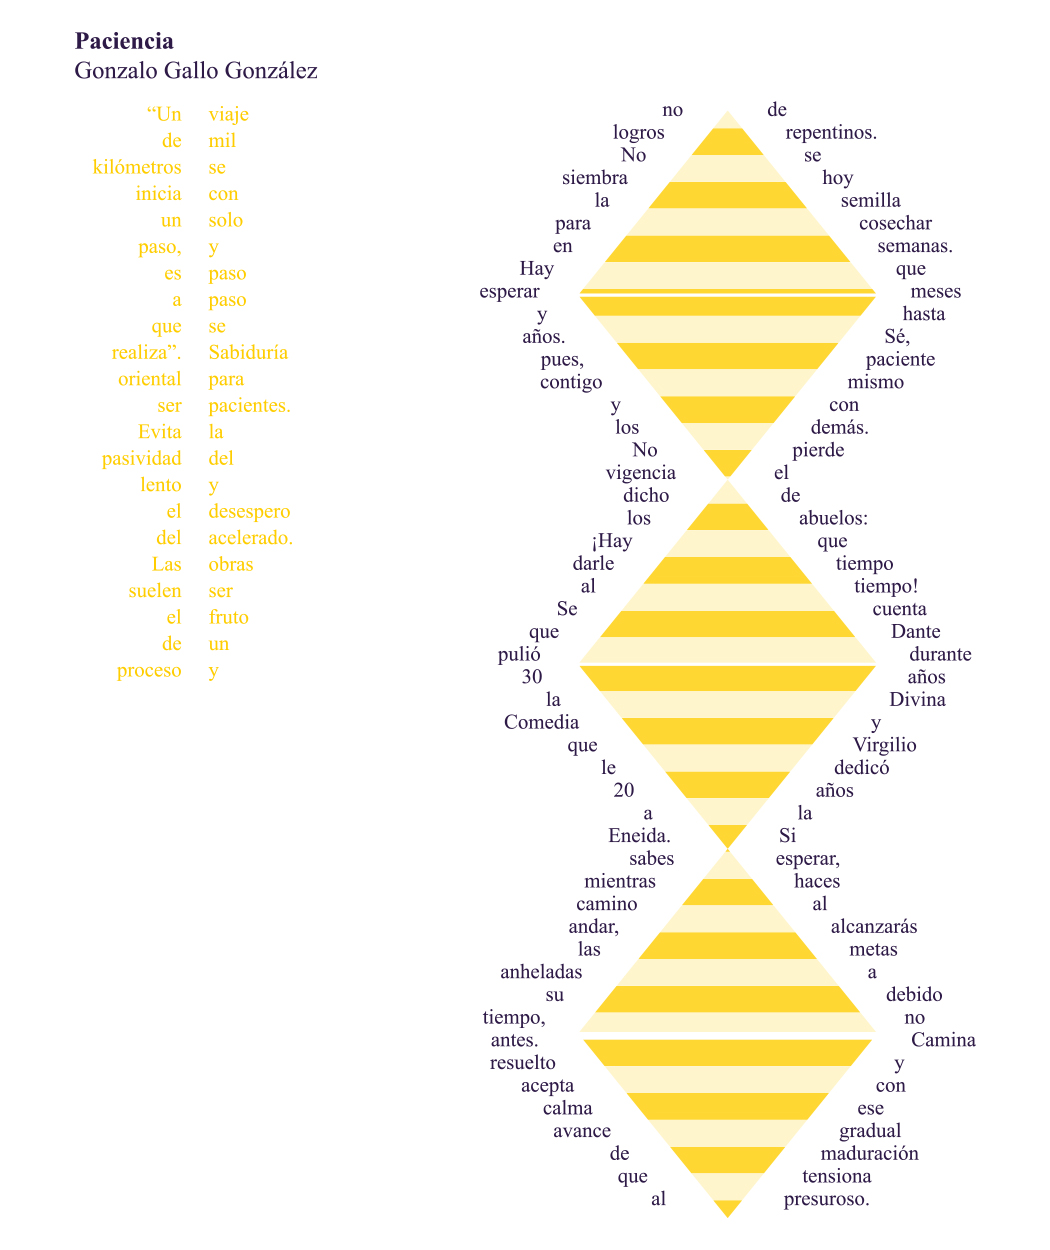 Paciencia
Gonzalo Gallo González
“Un viaje
de mil
kilómetros se
inicia con
un solo
paso, y
es paso
a paso
que se
realiza”. Sabiduría
oriental para
ser pacientes.
Evita la
pasividad del
lento y
el desespero
del acelerado.
Las obras
suelen ser
el fruto
de un
proceso y
no de
logros repentinos.
No se
siembra hoy
la semilla
para cosechar
en semanas.
Hay que
esperar meses
y hasta
años. Sé,
pues, paciente
contigo mismo
y con
los demás.
No pierde
vigencia el
dicho de
los abuelos:
¡Hay que
darle tiempo
al tiempo!
Se cuenta
que Dante
pulió durante
30 años
la Divina
Comedia y
que Virgilio
le dedicó
20 años
a la
Eneida. Si
sabes esperar,
mientras haces
camino al
andar, alcanzarás
las metas
anheladas a
su debido
tiempo, no
antes. Camina
resuelto y
acepta con
calma ese
avance gradual
de maduración
que tensiona
al presuroso.